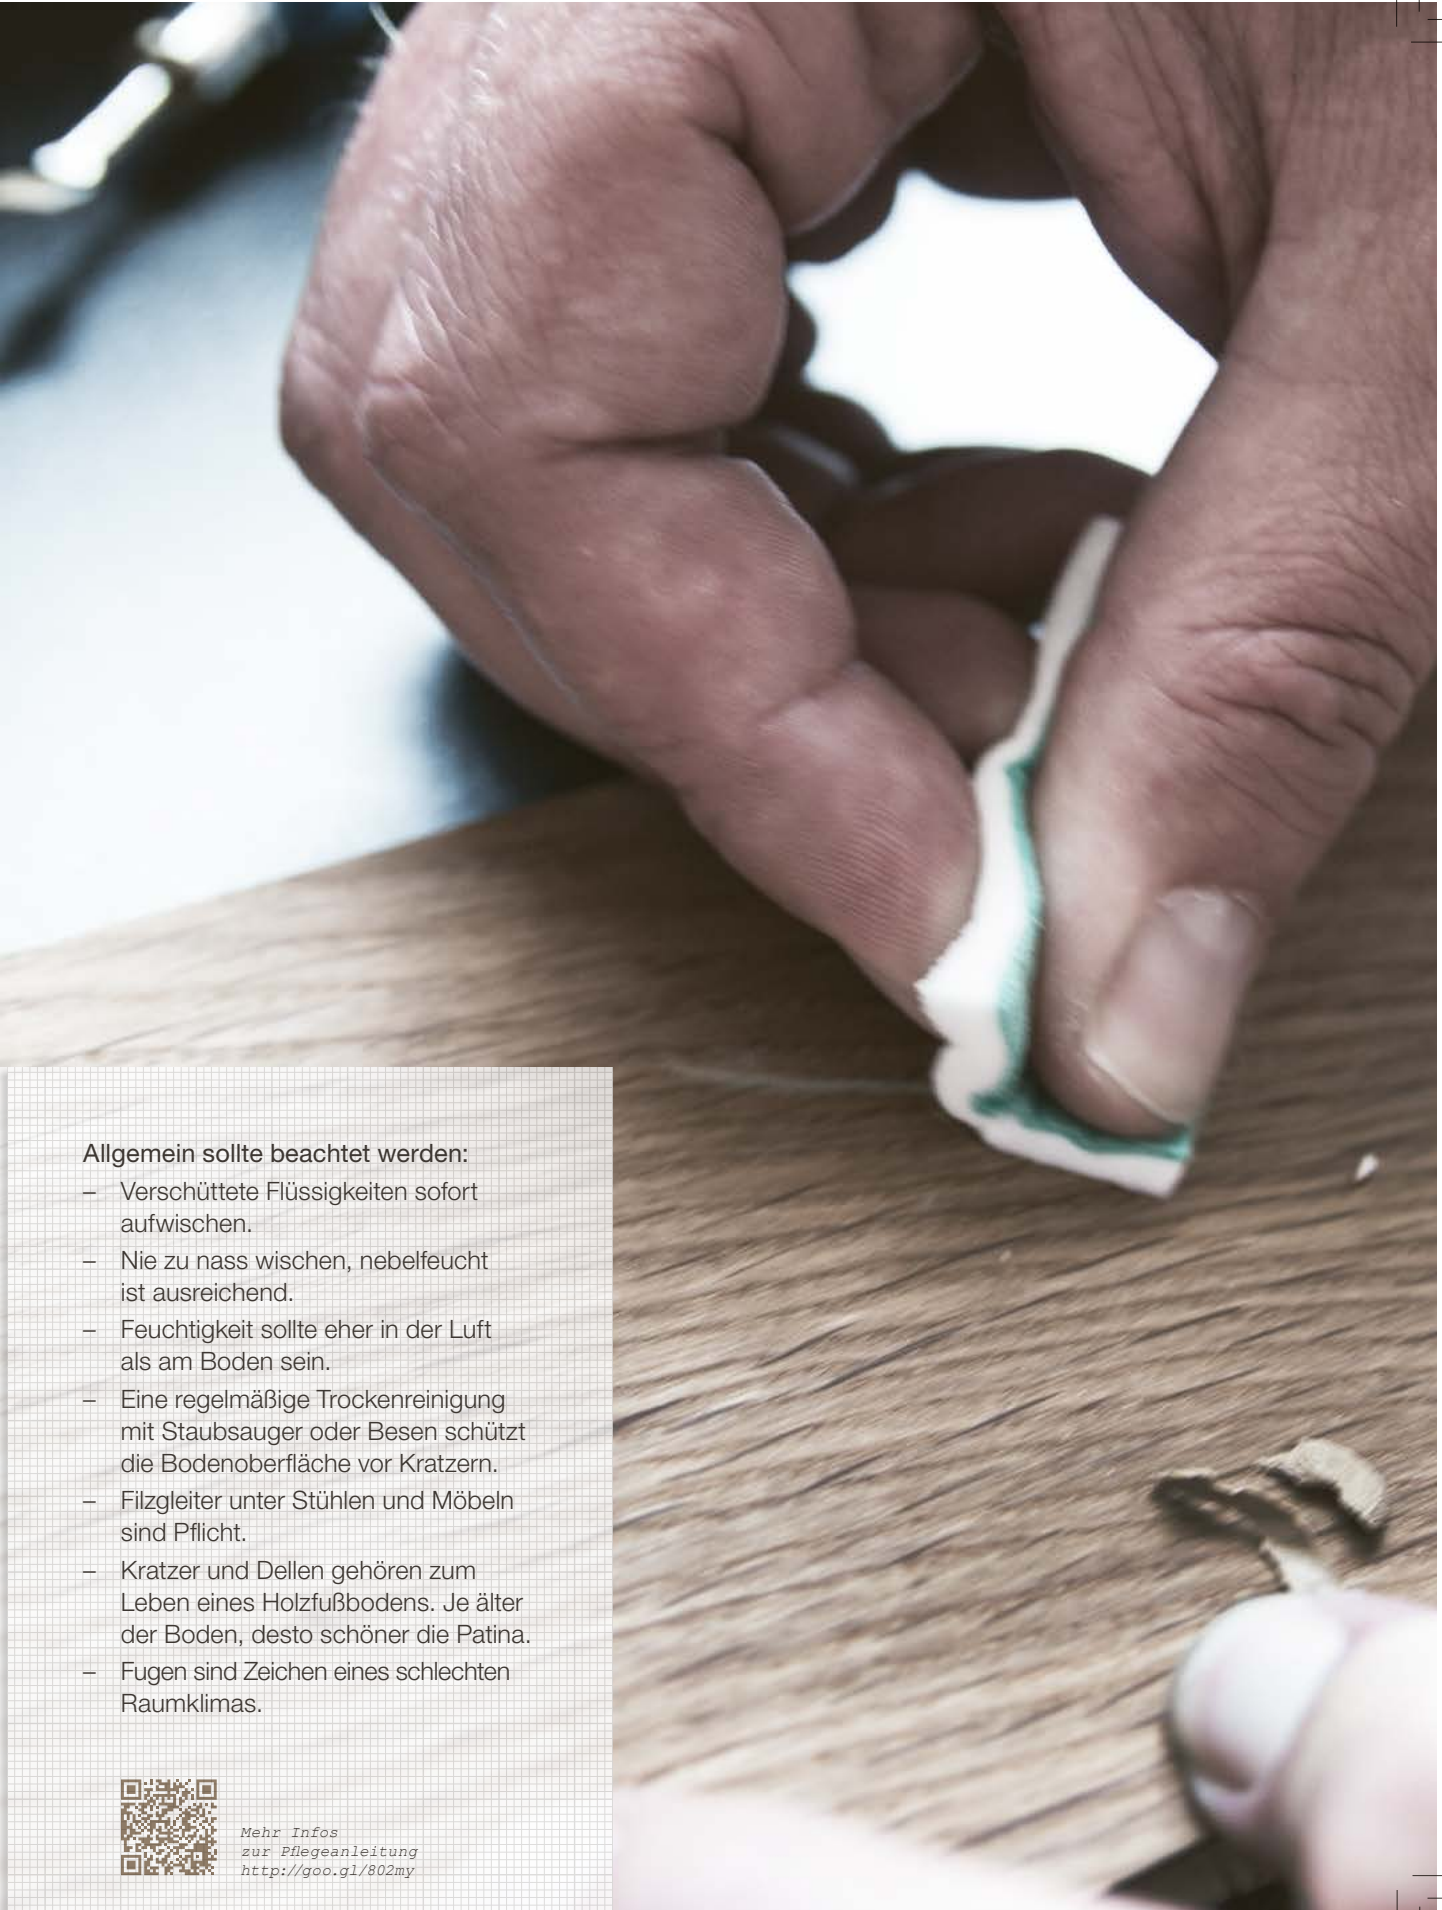 Allgemein sollte beachtet werden:
– Verschüttete Flüssigkeiten sofort
aufwischen.
– Nie zu nass wischen, nebelfeucht
ist ausreichend.
– Feuchtigkeit sollte eher in der Luft
als am Boden sein.
– Eine regelmäßige Trockenreinigung
mit Staubsauger oder Besen schützt
die Bodenoberfläche vor Kratzern.
– Filzgleiter unter Stühlen und Möbeln
sind Pflicht.
– Kratzer und Dellen gehören zum
Leben eines Holzfußbodens. Je älter
der Boden, desto schöner die Patina.
– Fugen sind Zeichen eines schlechten
Raumklimas.
Mehr Infos
zur Pflegeanleitung
http://goo.gl/802my